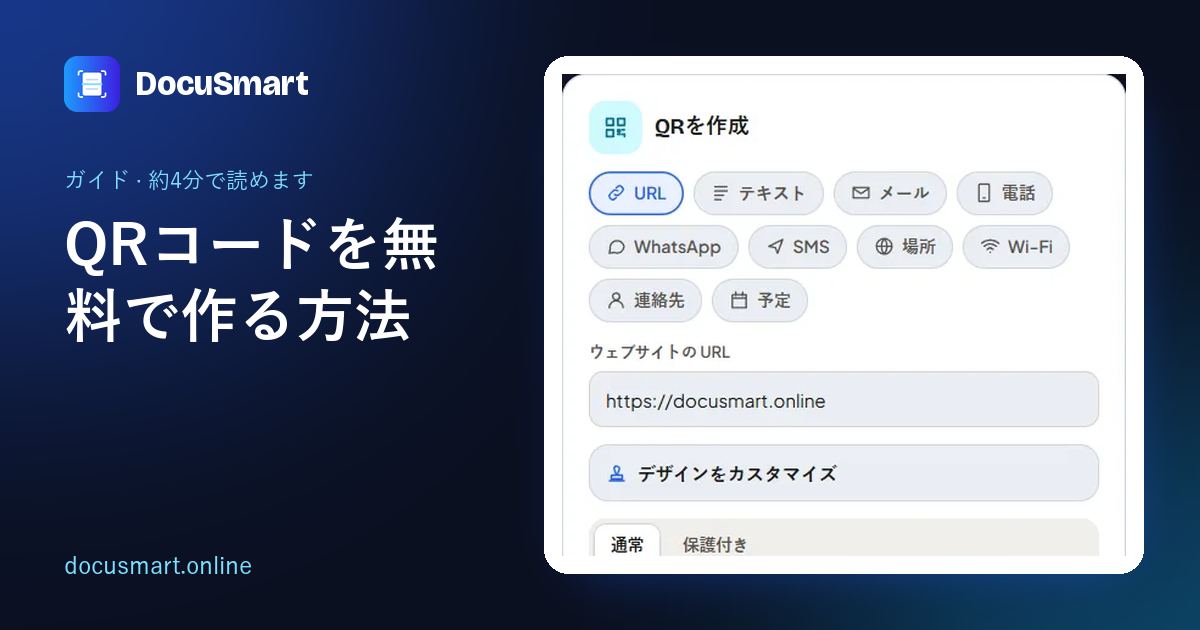 DocuSmart
ガイド · 約4分で読めます
QRコードを無
料で作る方法
docusmart.online
QRを作成
URL
テキスト
メール
電話
WhatsApp
SMS
場所
Wi-Fi
連絡先
予定
ウェブサイトの URL
https://docusmart.online
デザインをカスタマイズ
通常
保護付き